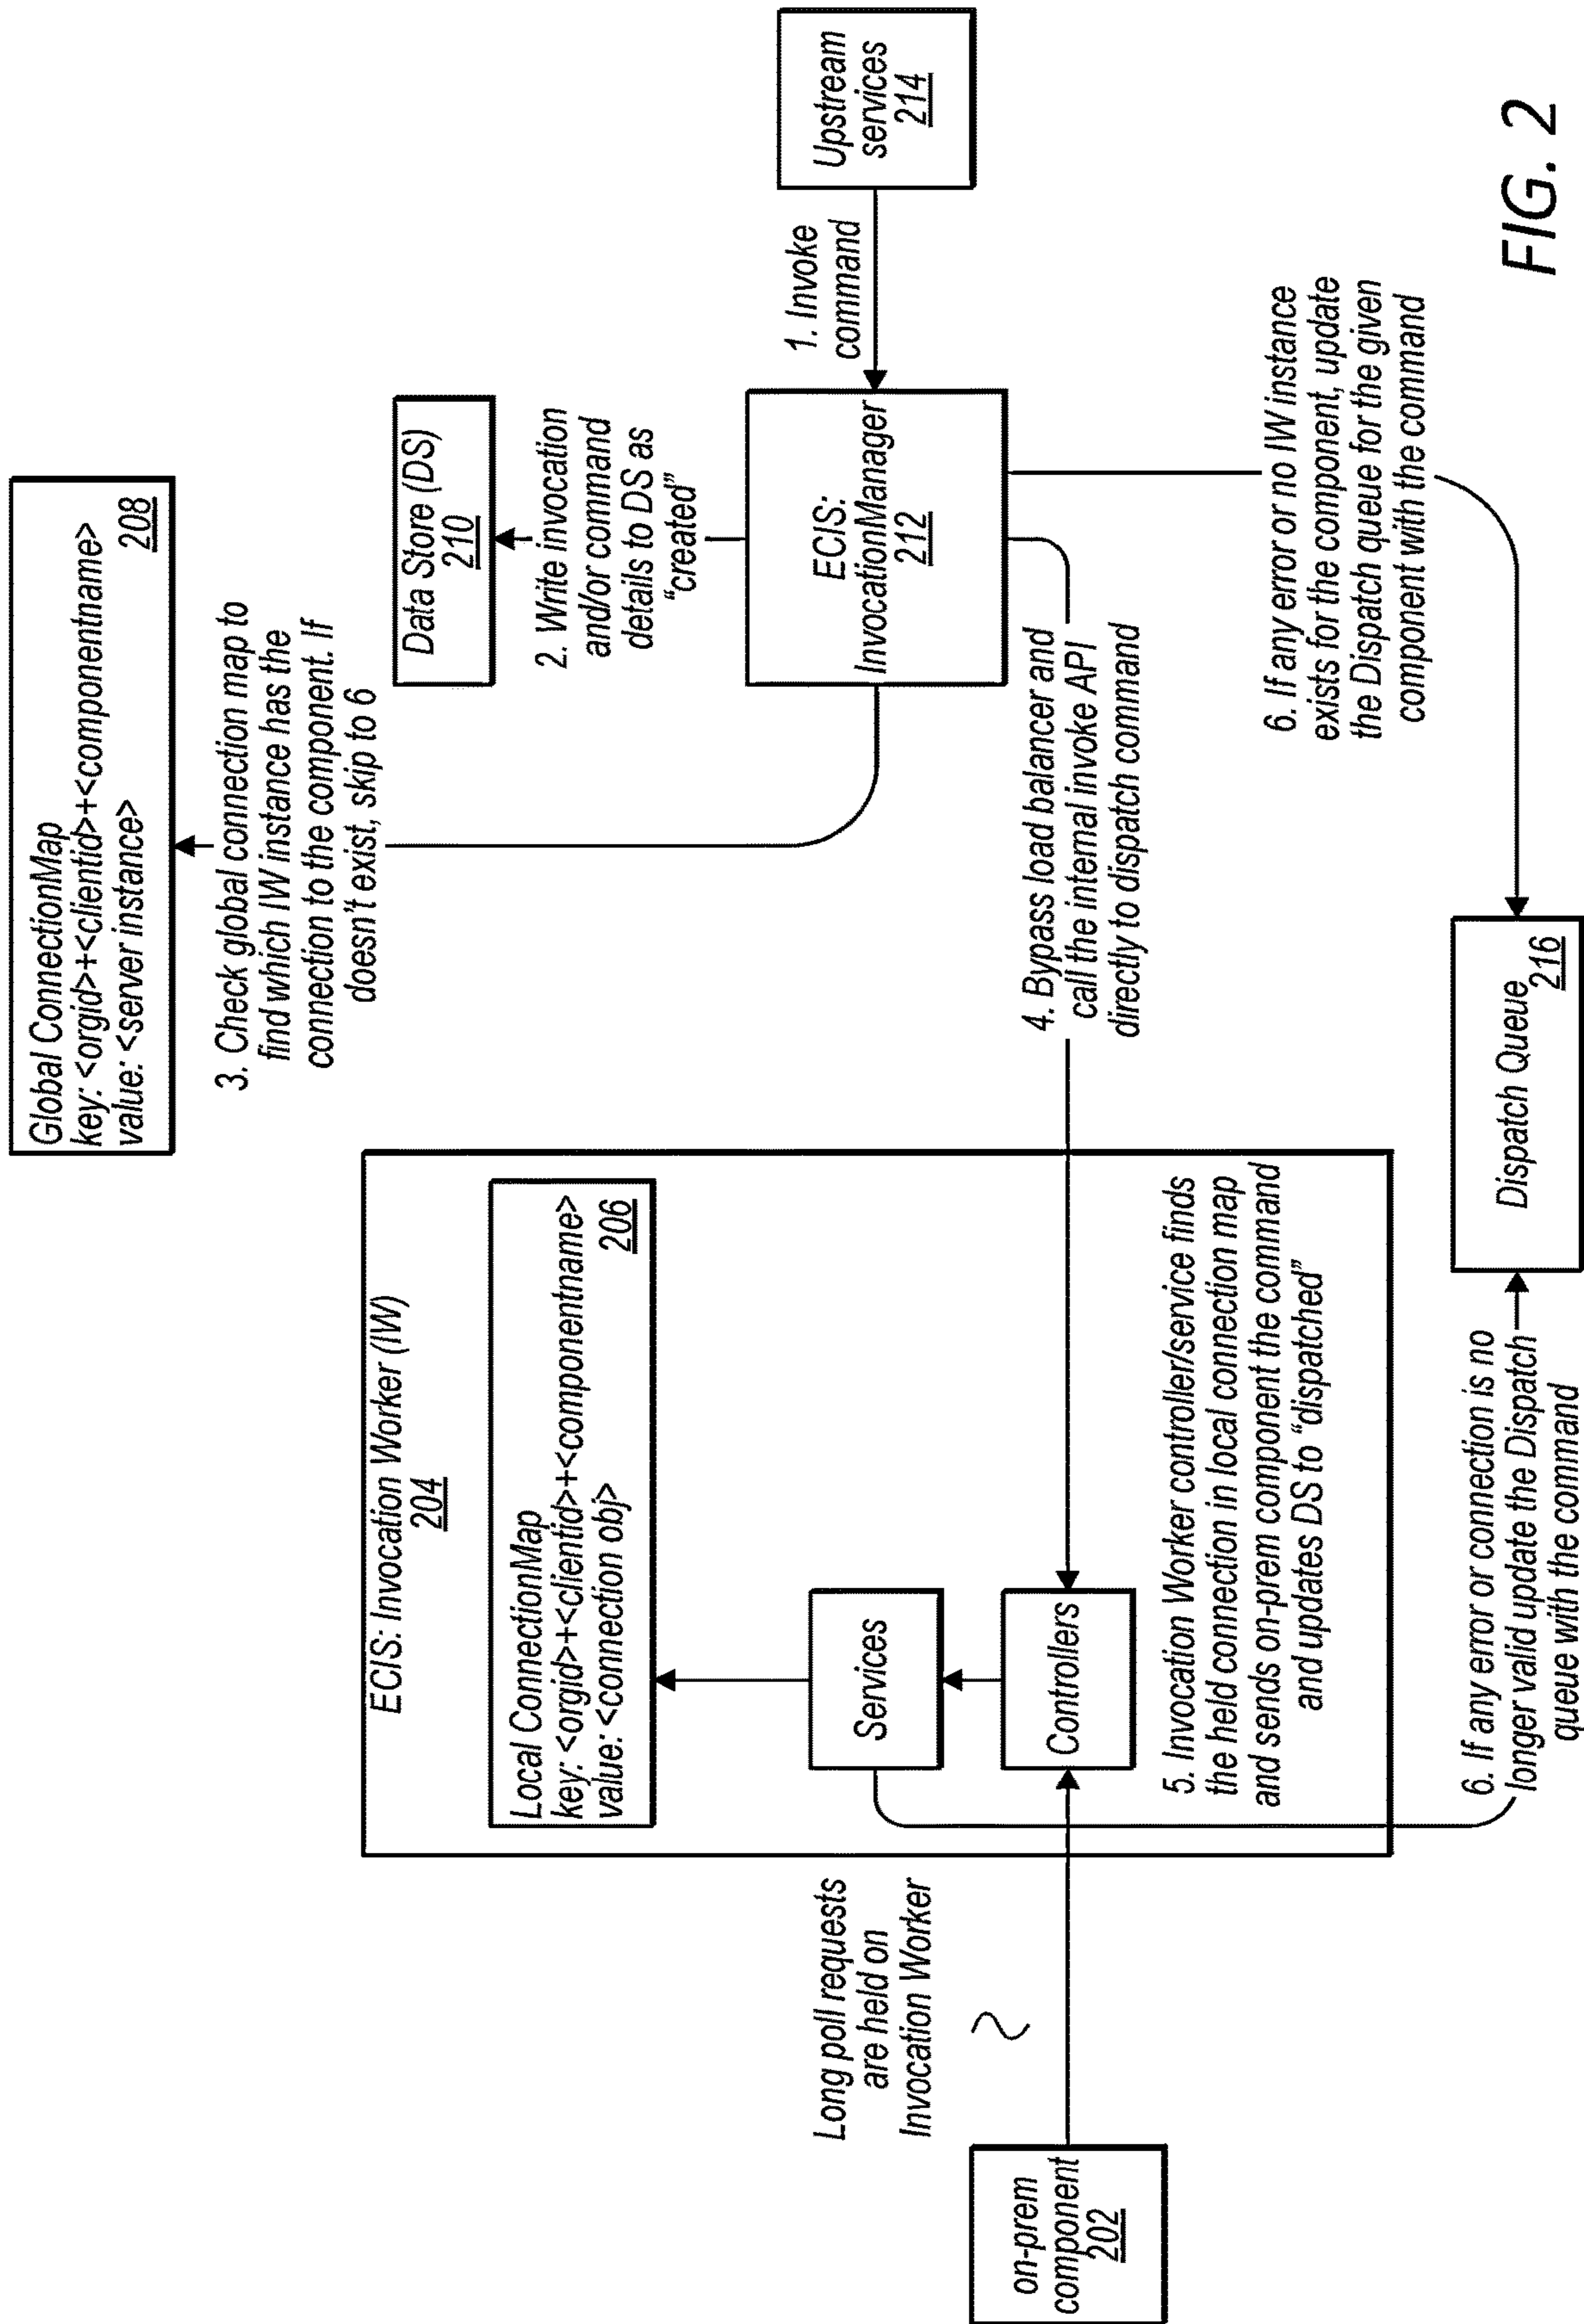 Global ConnectionMap
key: <orgid>+<clientid>+<componentname>
value: <server instance>
208
3. Check global connection map to
find which IW instance has the
connection to the component. If
doesn't exist, skip to 6
Data Store (DS)
210
2. Write invocation
and/or command
details to DS as
“created”
ECIS: Invocation Worker (IW)
204
Local ConnectionMap
key: <orgid>+<clientid>+<componentname>
value: <connection obj>
206
Services
Controllers
5. Invocation Worker controller/service finds
the held connection in local connection map
and sends on-prem component the command
and updates DS to “dispatched”
Long poll requests
are held on
Invocation Worker
on-prem
component
202
ECIS:
InvocationManager
212
1. Invoke
command
Upstream
services
214
4. Bypass load balancer and
call the internal invoke API
directly to dispatch command
6. If any error or no IW instance
exists for the component, update
the Dispatch queue for the given
component with the command
6. If any error or connection is no
longer valid update the Dispatch
queue with the command
Dispatch Queue
216
FIG. 2